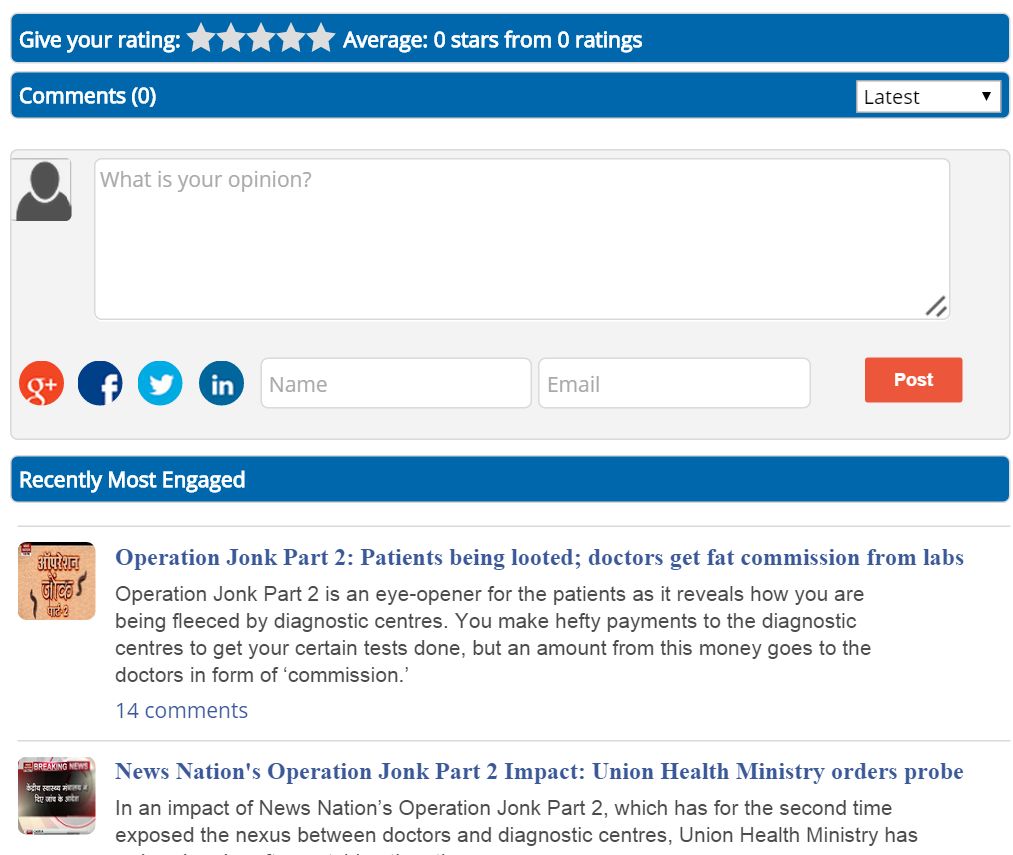 Give your rating: Average: 0 stars from 0 ratings
Comments (0)
Latest
What is your opinion?
g+ f in Name Email Post
Recently Most Engaged
ऑपरेशन
जोंक
पार्ट-2
Operation Jonk Part 2: Patients being looted; doctors get fat commission from labs
Operation Jonk Part 2 is an eye-opener for the patients as it reveals how you are
being fleeced by diagnostic centres. You make hefty payments to the diagnostic
centres to get your certain tests done, but an amount from this money goes to the
doctors in form of ‘commission.’
14 comments
BREAKING NEWS
केंद्रीय स्वास्थ्य मंत्रालय ने
दिए जांच के आदेश
News Nation's Operation Jonk Part 2 Impact: Union Health Ministry orders probe
In an impact of News Nation’s Operation Jonk Part 2, which has for the second time
exposed the nexus between doctors and diagnostic centres, Union Health Ministry has